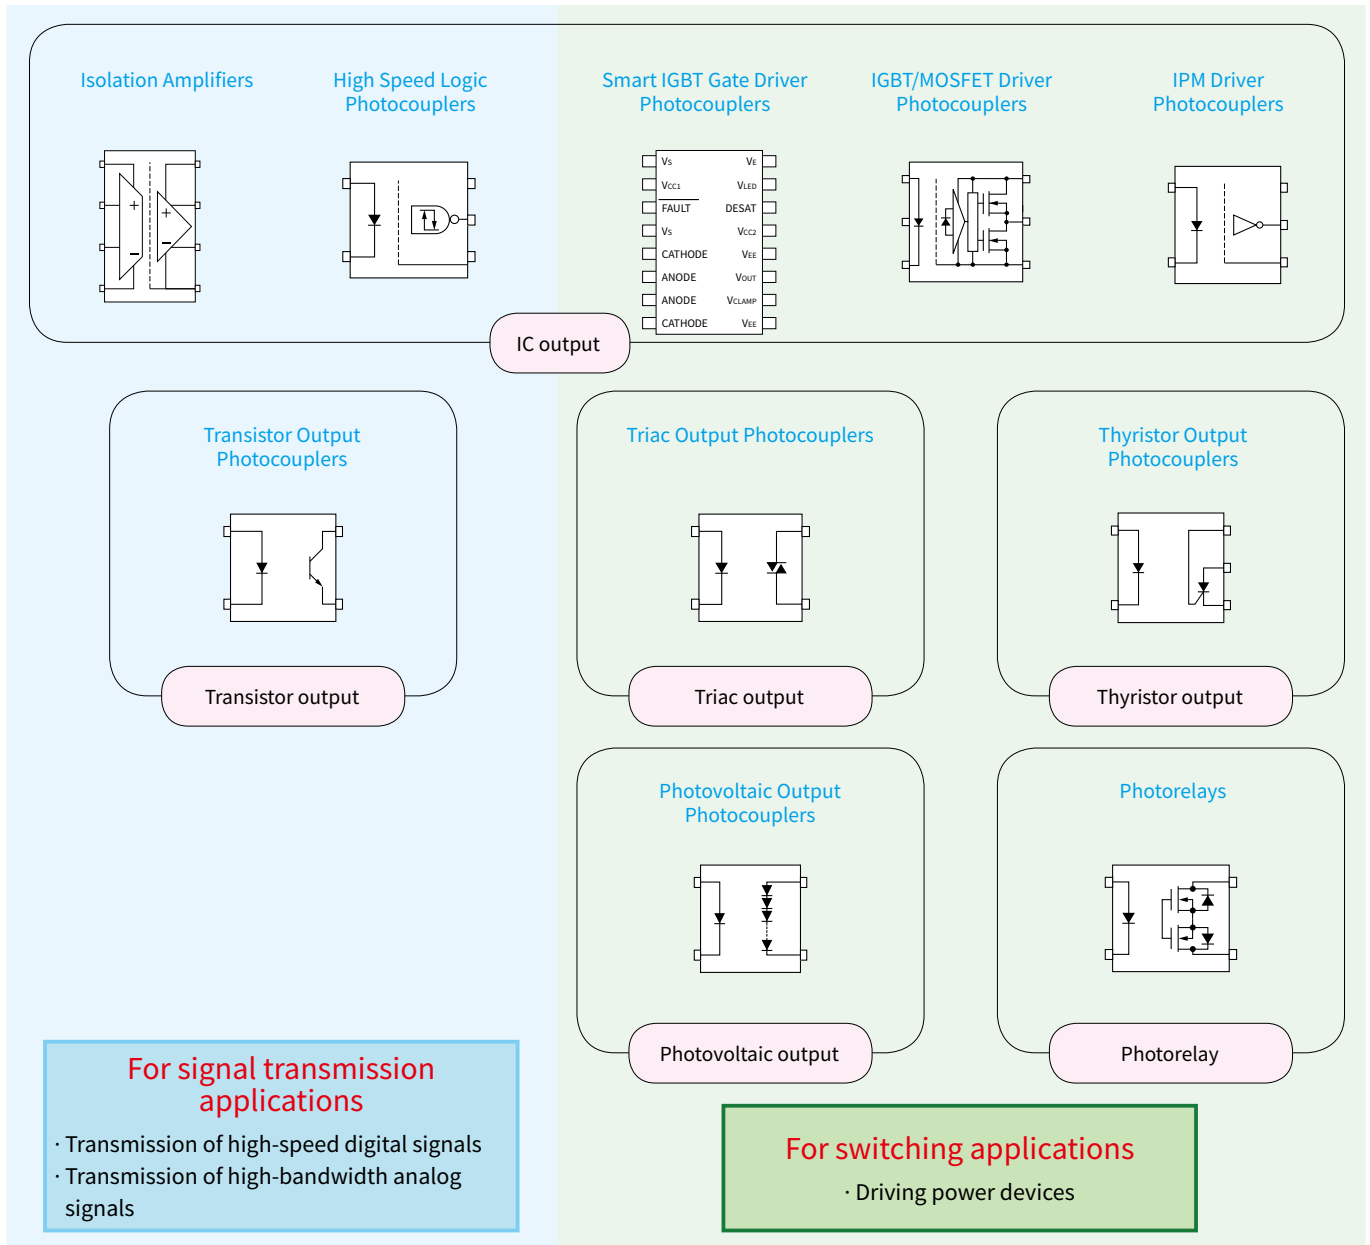 Isolation Amplifiers
High Speed Logic
Photocouplers
Smart IGBT Gate Driver
Photocouplers
IGBT/MOSFET Driver
Photocouplers
IPM Driver
Photocouplers
+
−
+
−
VS
VCC1
FAULT
VS
CATHODE
ANODE
ANODE
CATHODE
VE
VLED
DESAT
VCC2
VEE
VOUT
VCLAMP
VEE
IC output
Transistor Output
Photocouplers
Transistor output
Triac Output Photocouplers
Triac output
Thyristor Output
Photocouplers
Thyristor output
Photovoltaic Output
Photocouplers
Photovoltaic output
Photorelays
Photorelay
For signal transmission
applications
· Transmission of high-speed digital signals
· Transmission of high-bandwidth analog
signals
For switching applications
· Driving power devices